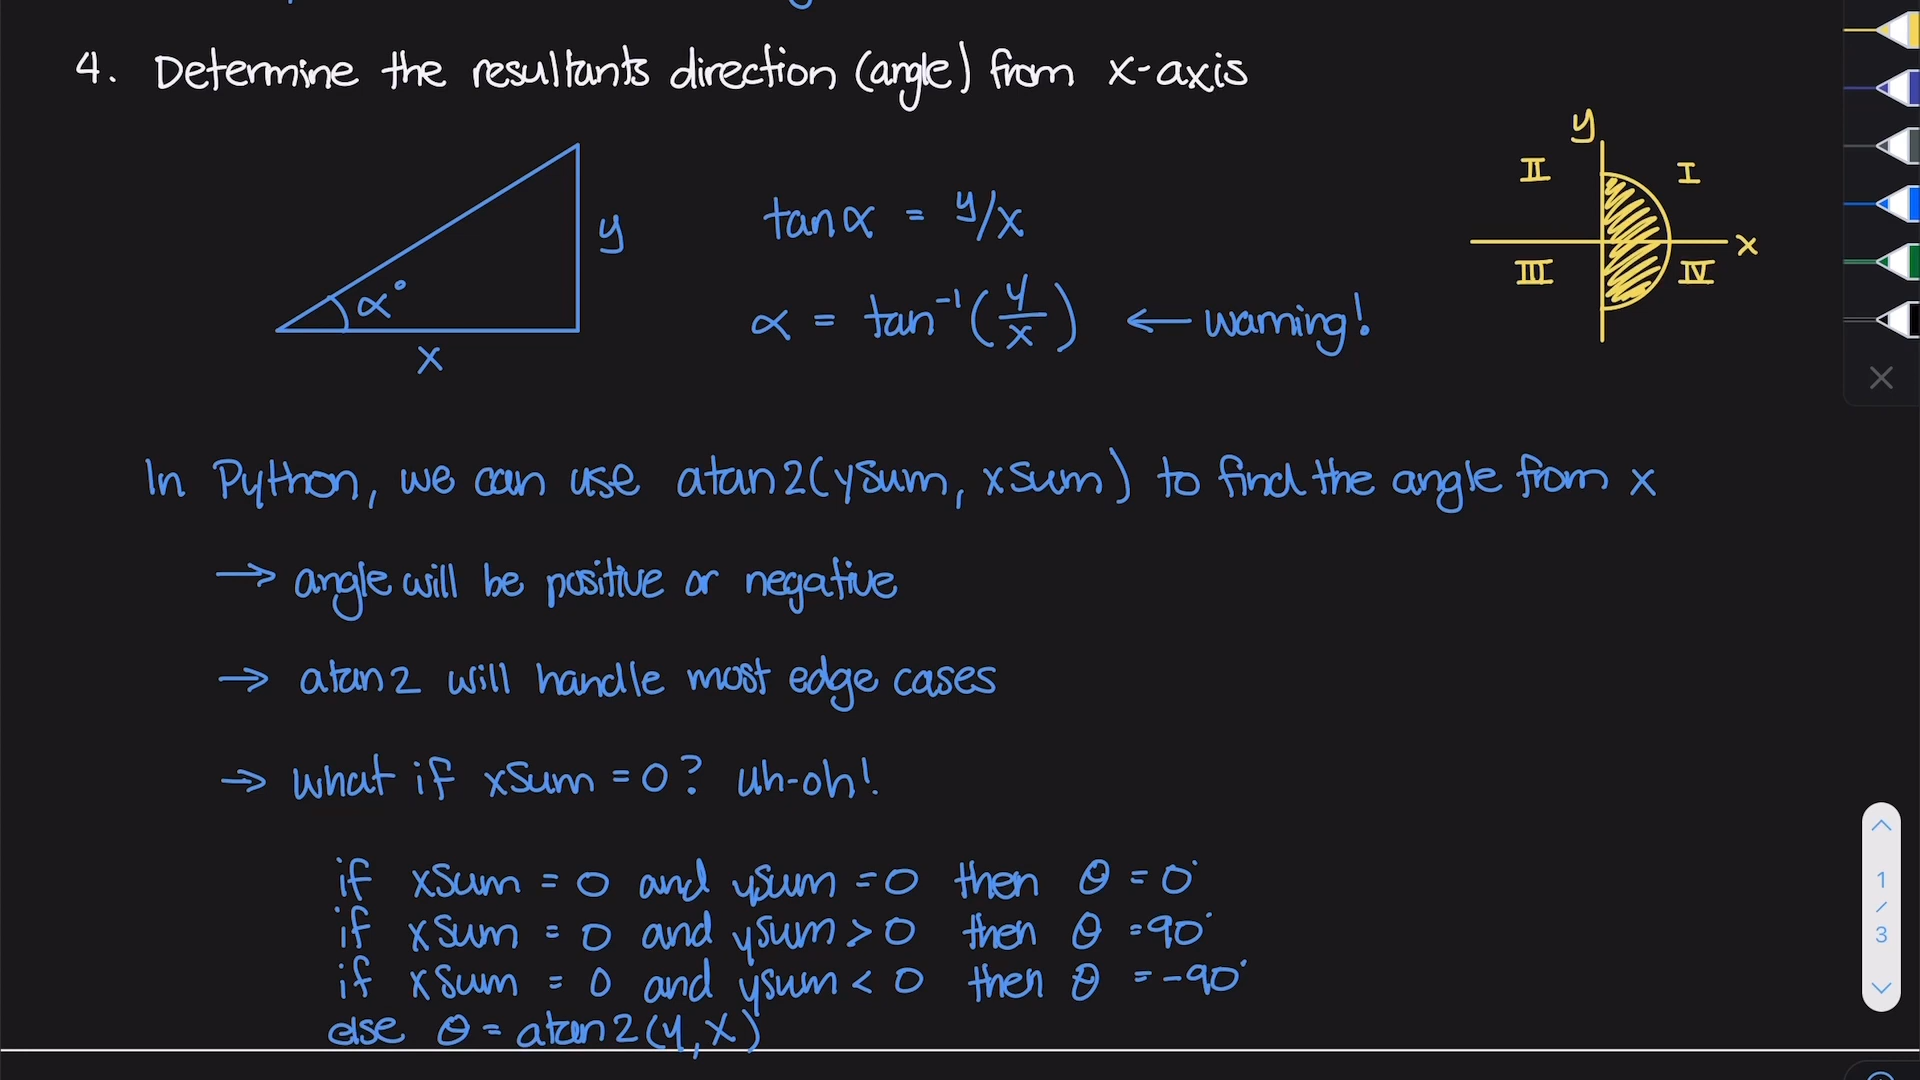 4. Determine the resultants direction (angle) from x-axis
y
II I
x
III IV
y
α°
x
tan α = y/x
α = tan⁻¹(y/x) ← warning!
In Python, we can use atan2(ySum, xSum) to find the angle from x
→ angle will be positive or negative
→ atan2 will handle most edge cases
→ what if xSum = 0? uh-oh!
if xSum = 0 and ySum = 0 then θ = 0°
if xSum = 0 and ySum > 0 then θ = 90°
if xSum = 0 and ySum < 0 then θ = -90°
else θ = atan2(y,x)
1
/
3